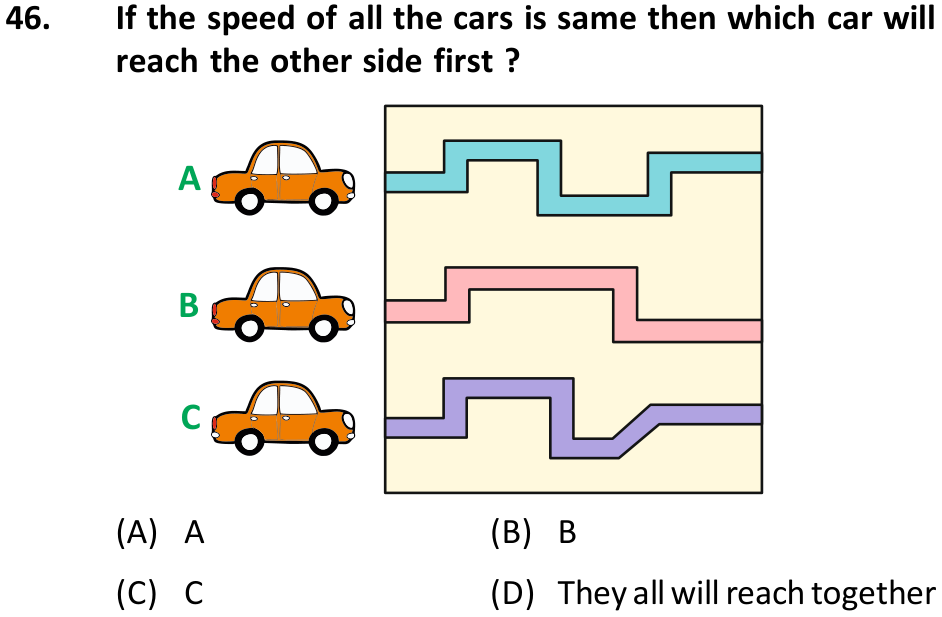 46. If the speed of all the cars is same then which car will
reach the other side first ?
A
B
C
(A) A (B) B
(C) C (D) They all will reach together